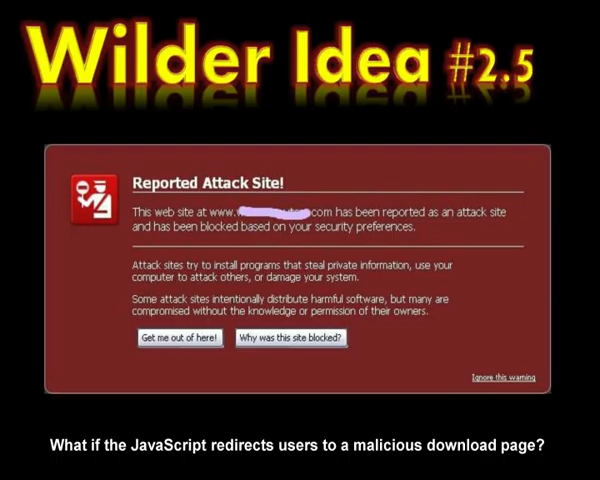 Wilder Idea #2.5
Reported Attack Site!
This web site at www. com has been reported as an attack site
and has been blocked based on your security preferences.
Attack sites try to install programs that steal private information, use your
computer to attack others, or damage your system.
Some attack sites intentionally distribute harmful software, but many are
compromised without the knowledge or permission of their owners.
Get me out of here! Why was this site blocked?
Ignore this warning
What if the JavaScript redirects users to a malicious download page?